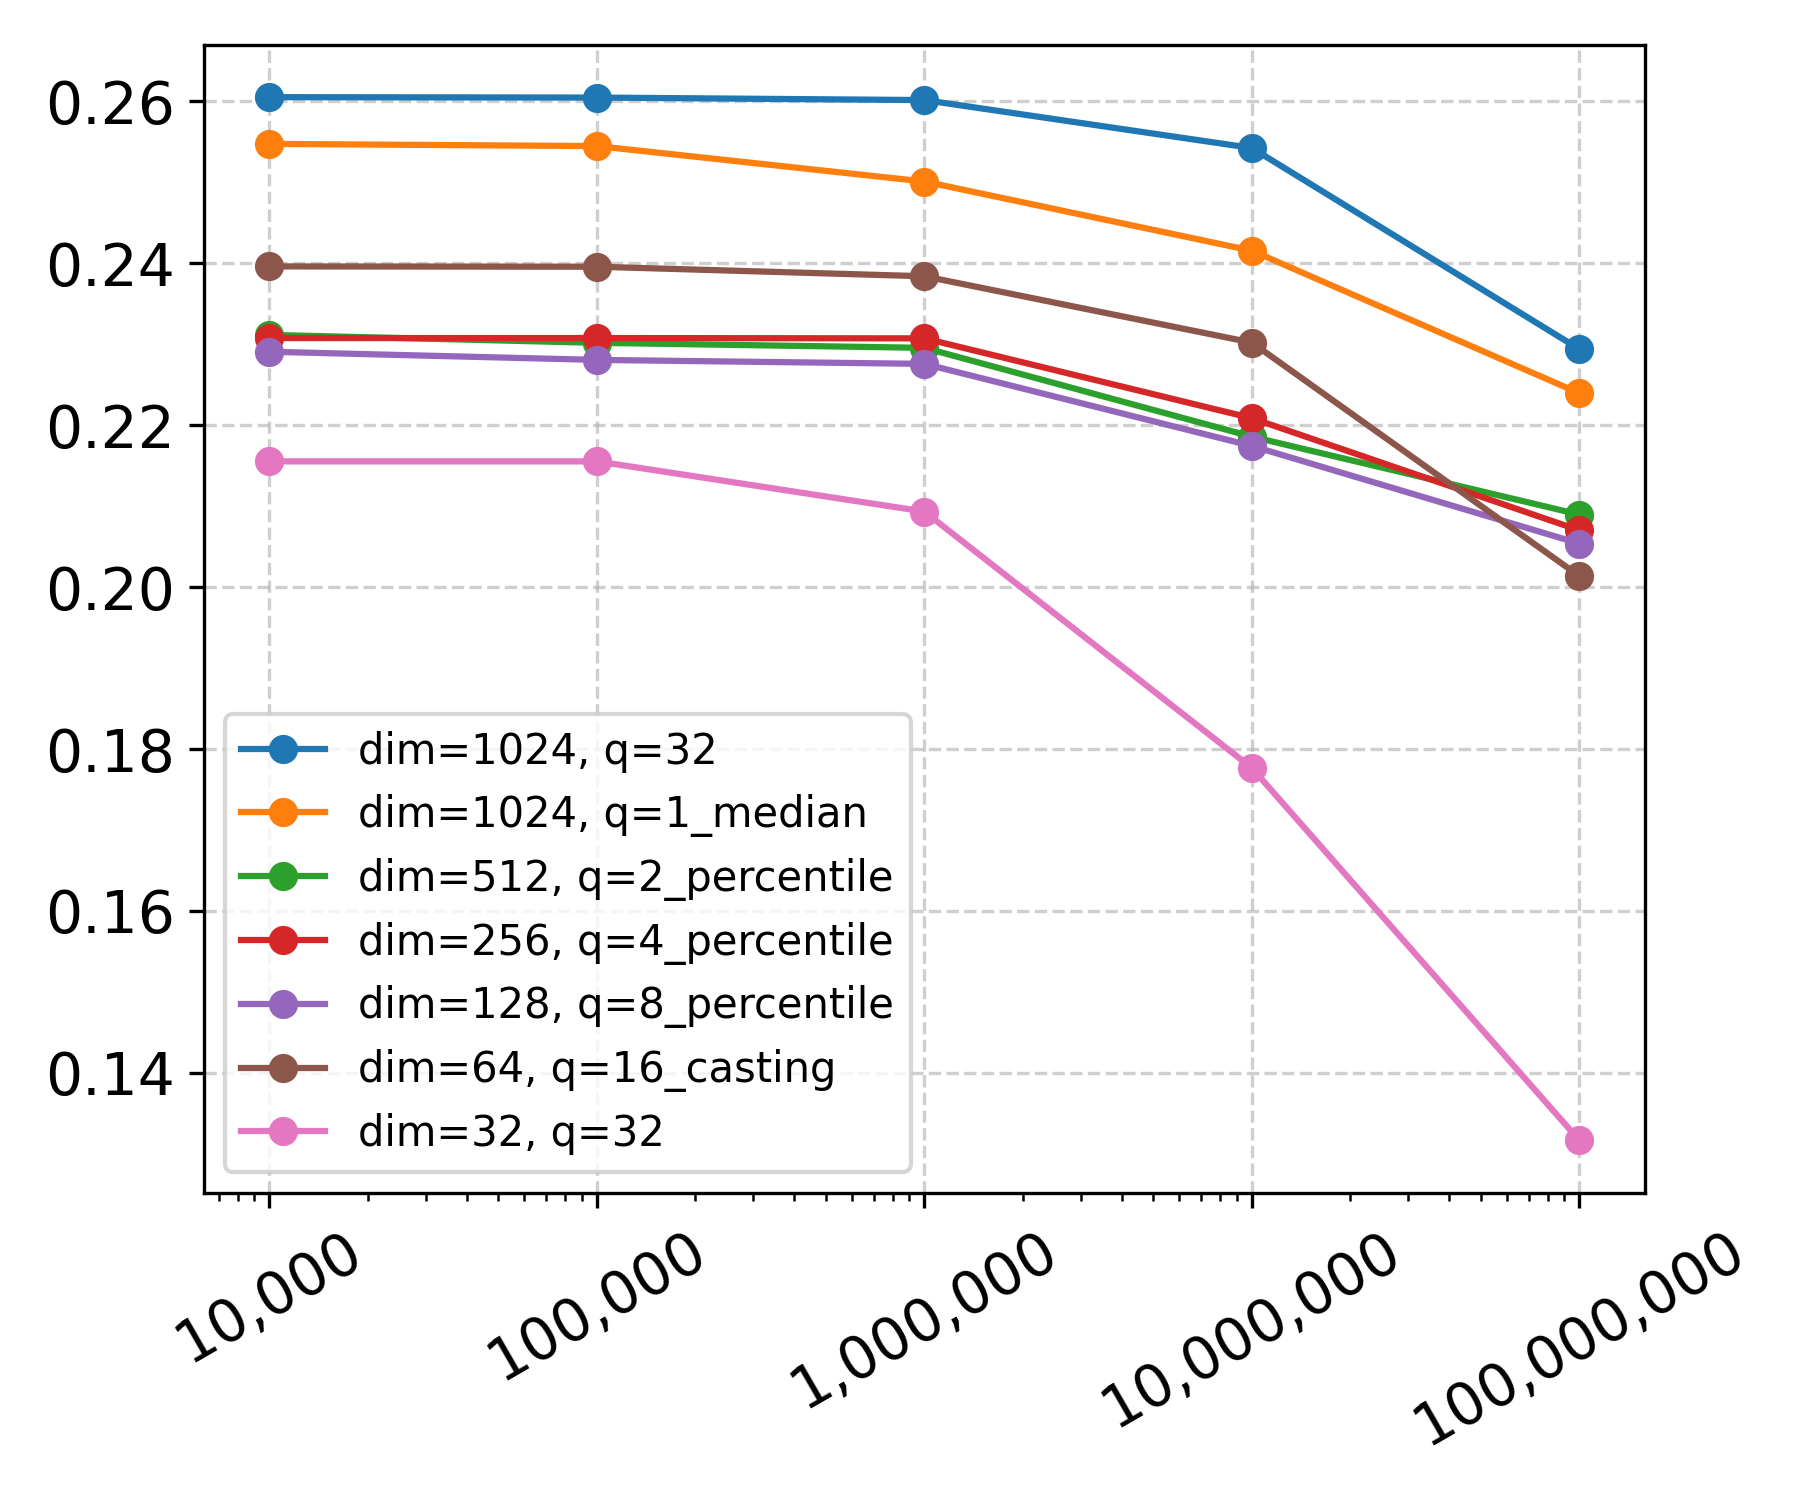 0.26
0.24
0.22
0.20
0.18
0.16
0.14
dim=1024, q=32
dim=1024, q=1_median
dim=512, q=2_percentile
dim=256, q=4_percentile
dim=128, q=8_percentile
dim=64, q=16_casting
dim=32, q=32
10,000
100,000
1,000,000
10,000,000
100,000,000